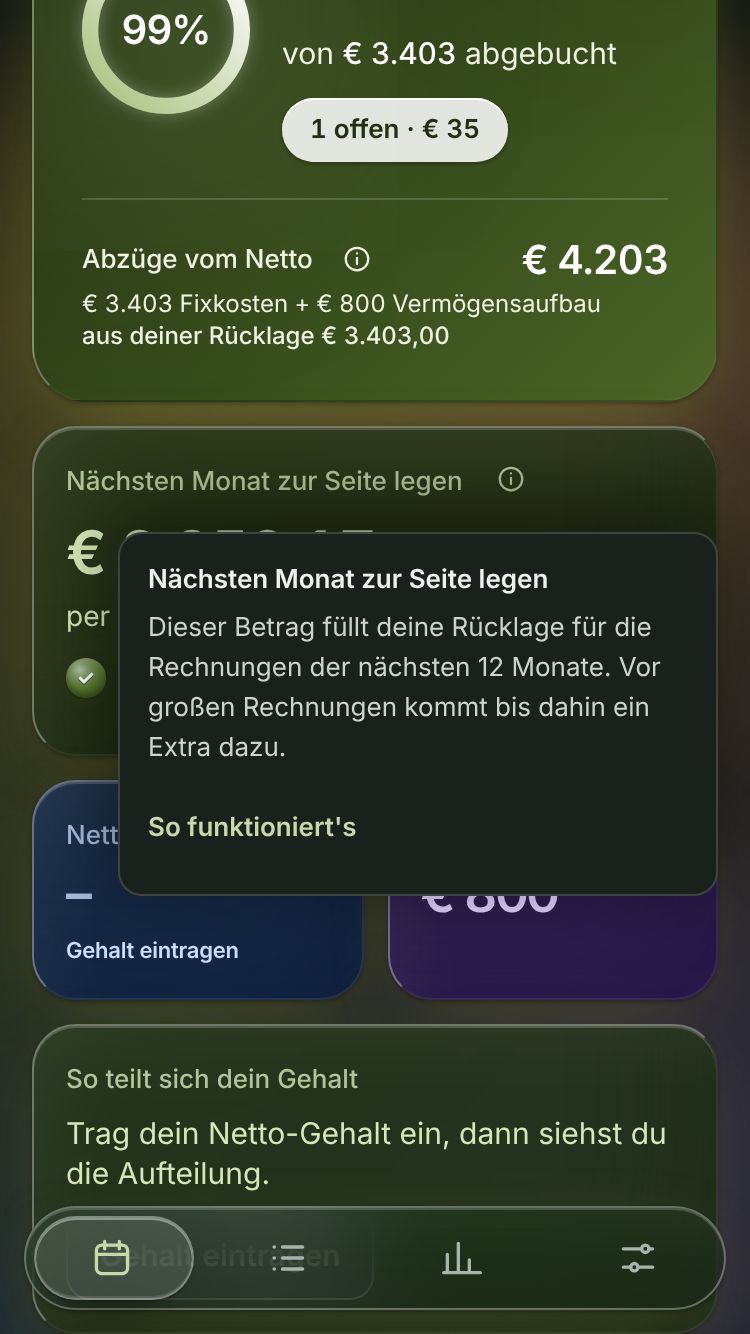 99%
von € 3.403 abgebucht
1 offen · € 35
Abzüge vom Netto
€ 4.203
€ 3.403 Fixkosten + € 800 Vermögensaufbau
aus deiner Rücklage € 3.403,00
Nächsten Monat zur Seite legen
€
per
Nächsten Monat zur Seite legen
Dieser Betrag füllt deine Rücklage für die
Rechnungen der nächsten 12 Monate. Vor
großen Rechnungen kommt bis dahin ein
Extra dazu.
So funktioniert's
–
€ 800
Gehalt eintragen
So teilt sich dein Gehalt
Trag dein Netto-Gehalt ein, dann siehst du
die Aufteilung.
Gehalt eintragen